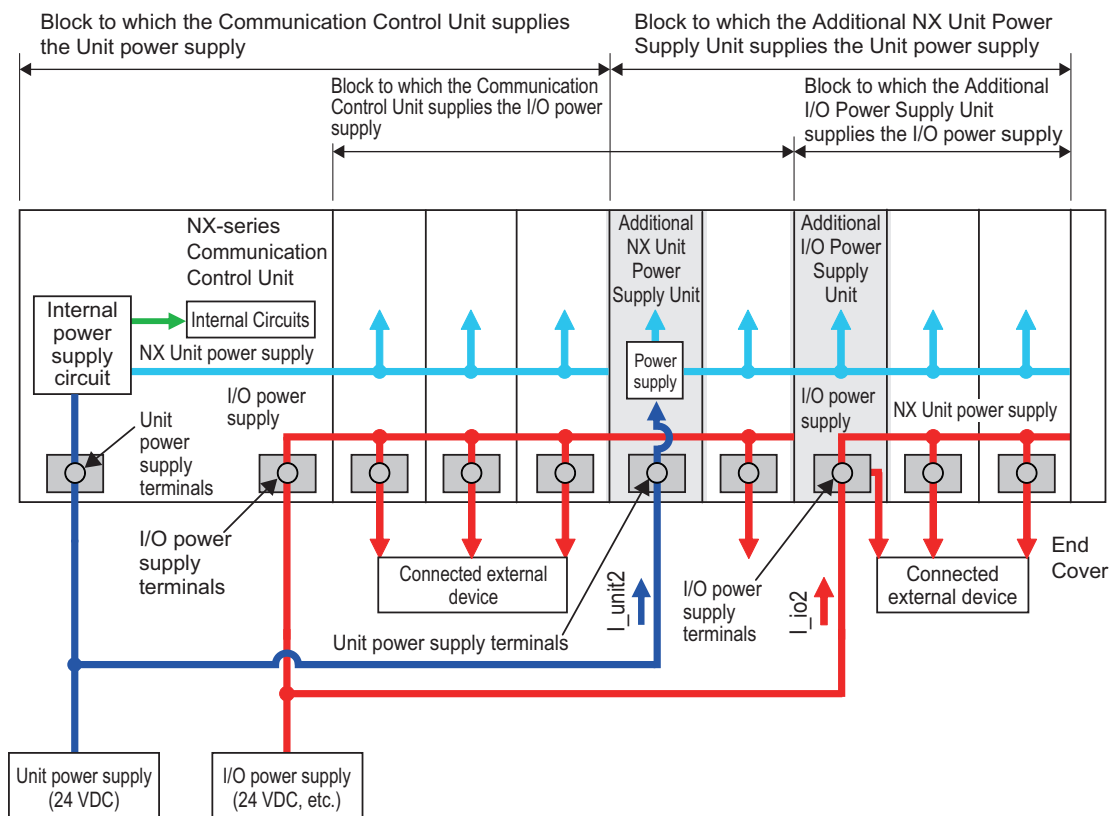 Block to which the Communication Control Unit supplies
the Unit power supply
Block to which the Additional NX Unit Power
Supply Unit supplies the Unit power supply
Block to which the Communication
Control Unit supplies the I/O power
supply
Block to which the Additional
I/O Power Supply Unit
supplies the I/O power supply
NX-series
Communication
Control Unit
Additional
NX Unit
Power
Supply Unit
Additional
I/O Power
Supply
Unit
Internal
power
supply
circuit
Internal Circuits
NX Unit power supply
Power
supply
I/O power
supply
I/O power
supply
NX Unit power supply
Unit
power
supply
terminals
I/O power
supply
terminals
Connected external
device
Unit power supply terminals
I_unit2
I/O power
supply
terminals
I_io2
Connected
external device
End
Cover
Unit power supply
(24 VDC)
I/O power supply
(24 VDC, etc.)